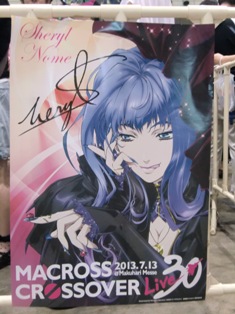 Sheryl
Nome
Sheryl
MACROSS 2013.7.13
@Makuhari Messe
CROSSOVER Live 30